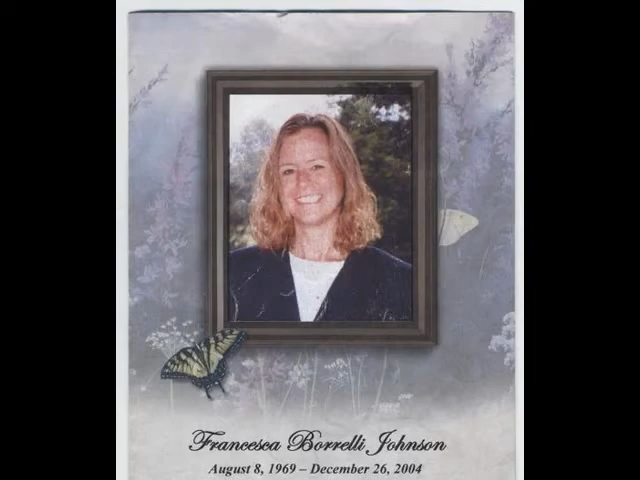 Francesca Borrelli Johnson
August 8, 1969 – December 26, 2004